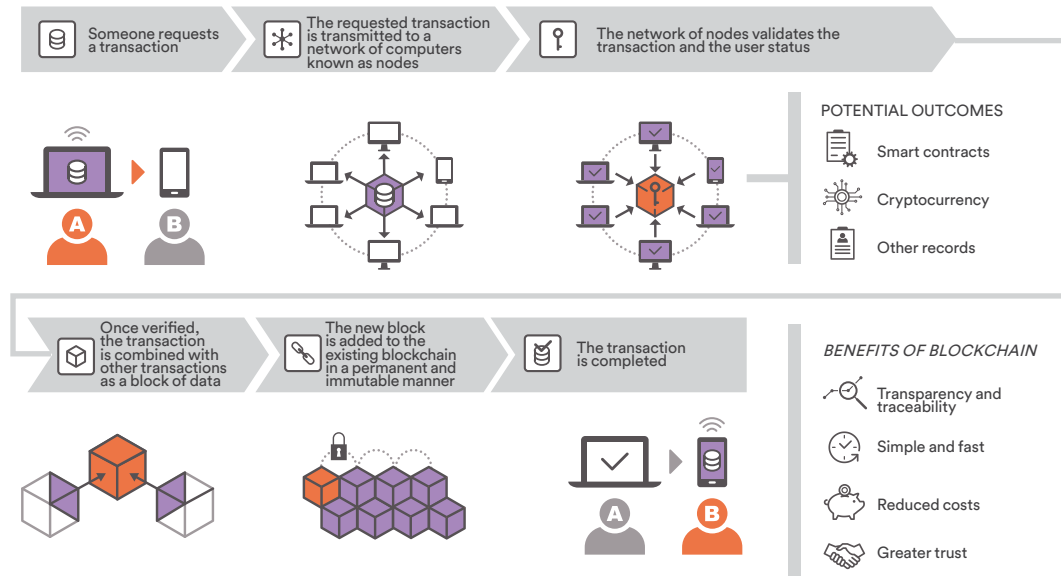 Someone requests
a transaction
The requested transaction
is transmitted to a
network of computers
known as nodes
The network of nodes validates the
transaction and the user status
A
B
POTENTIAL OUTCOMES
Smart contracts
Cryptocurrency
Other records
Once verified,
the transaction
is combined with
other transactions
as a block of data
The new block
is added to the
existing blockchain
in a permanent and
immutable manner
The transaction
is completed
A
B
BENEFITS OF BLOCKCHAIN
Transparency and
traceability
Simple and fast
Reduced costs
Greater trust